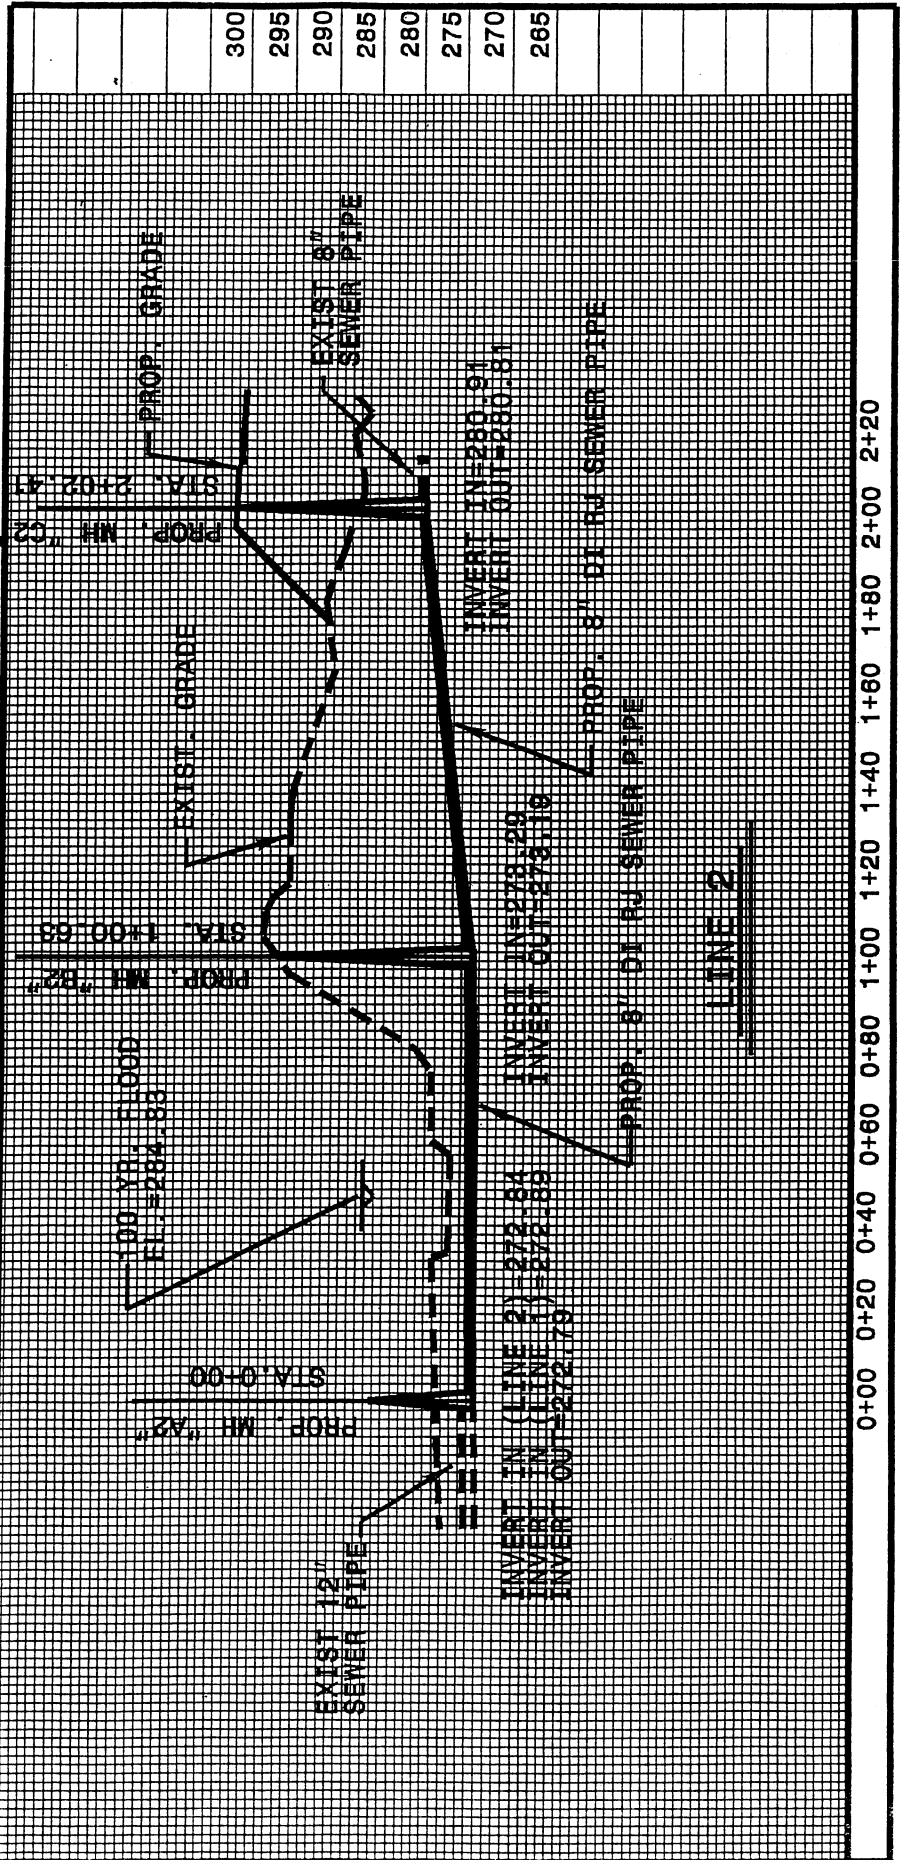 PROP. GRADE
EXIST 8"
SEWER PIPE
STA. 2+02.41
PROP. MH "C2"
EXIST. GRADE
STA. 1+00.68
PROP. MH "B2"
100 YR. FLOOD
EL.=284.83
STA.0+00
PROP. MH "A2"
EXIST 12"
SEWER PIPE
INVERT IN=280.91
INVERT OUT=280.81
PROP. 8" DI RJ SEWER PIPE
INVERT IN=273.29
INVERT OUT=273.19
PROP. 8" DI RJ SEWER PIPE
INVERT IN (LINE 2)=272.84
INVERT IN (LINE 1)=272.89
INVERT OUT=272.79
LINE 2
300
295
290
285
280
275
270
265
0+00 0+20 0+40 0+60 0+80 1+00 1+20 1+40 1+60 1+80 2+00 2+20